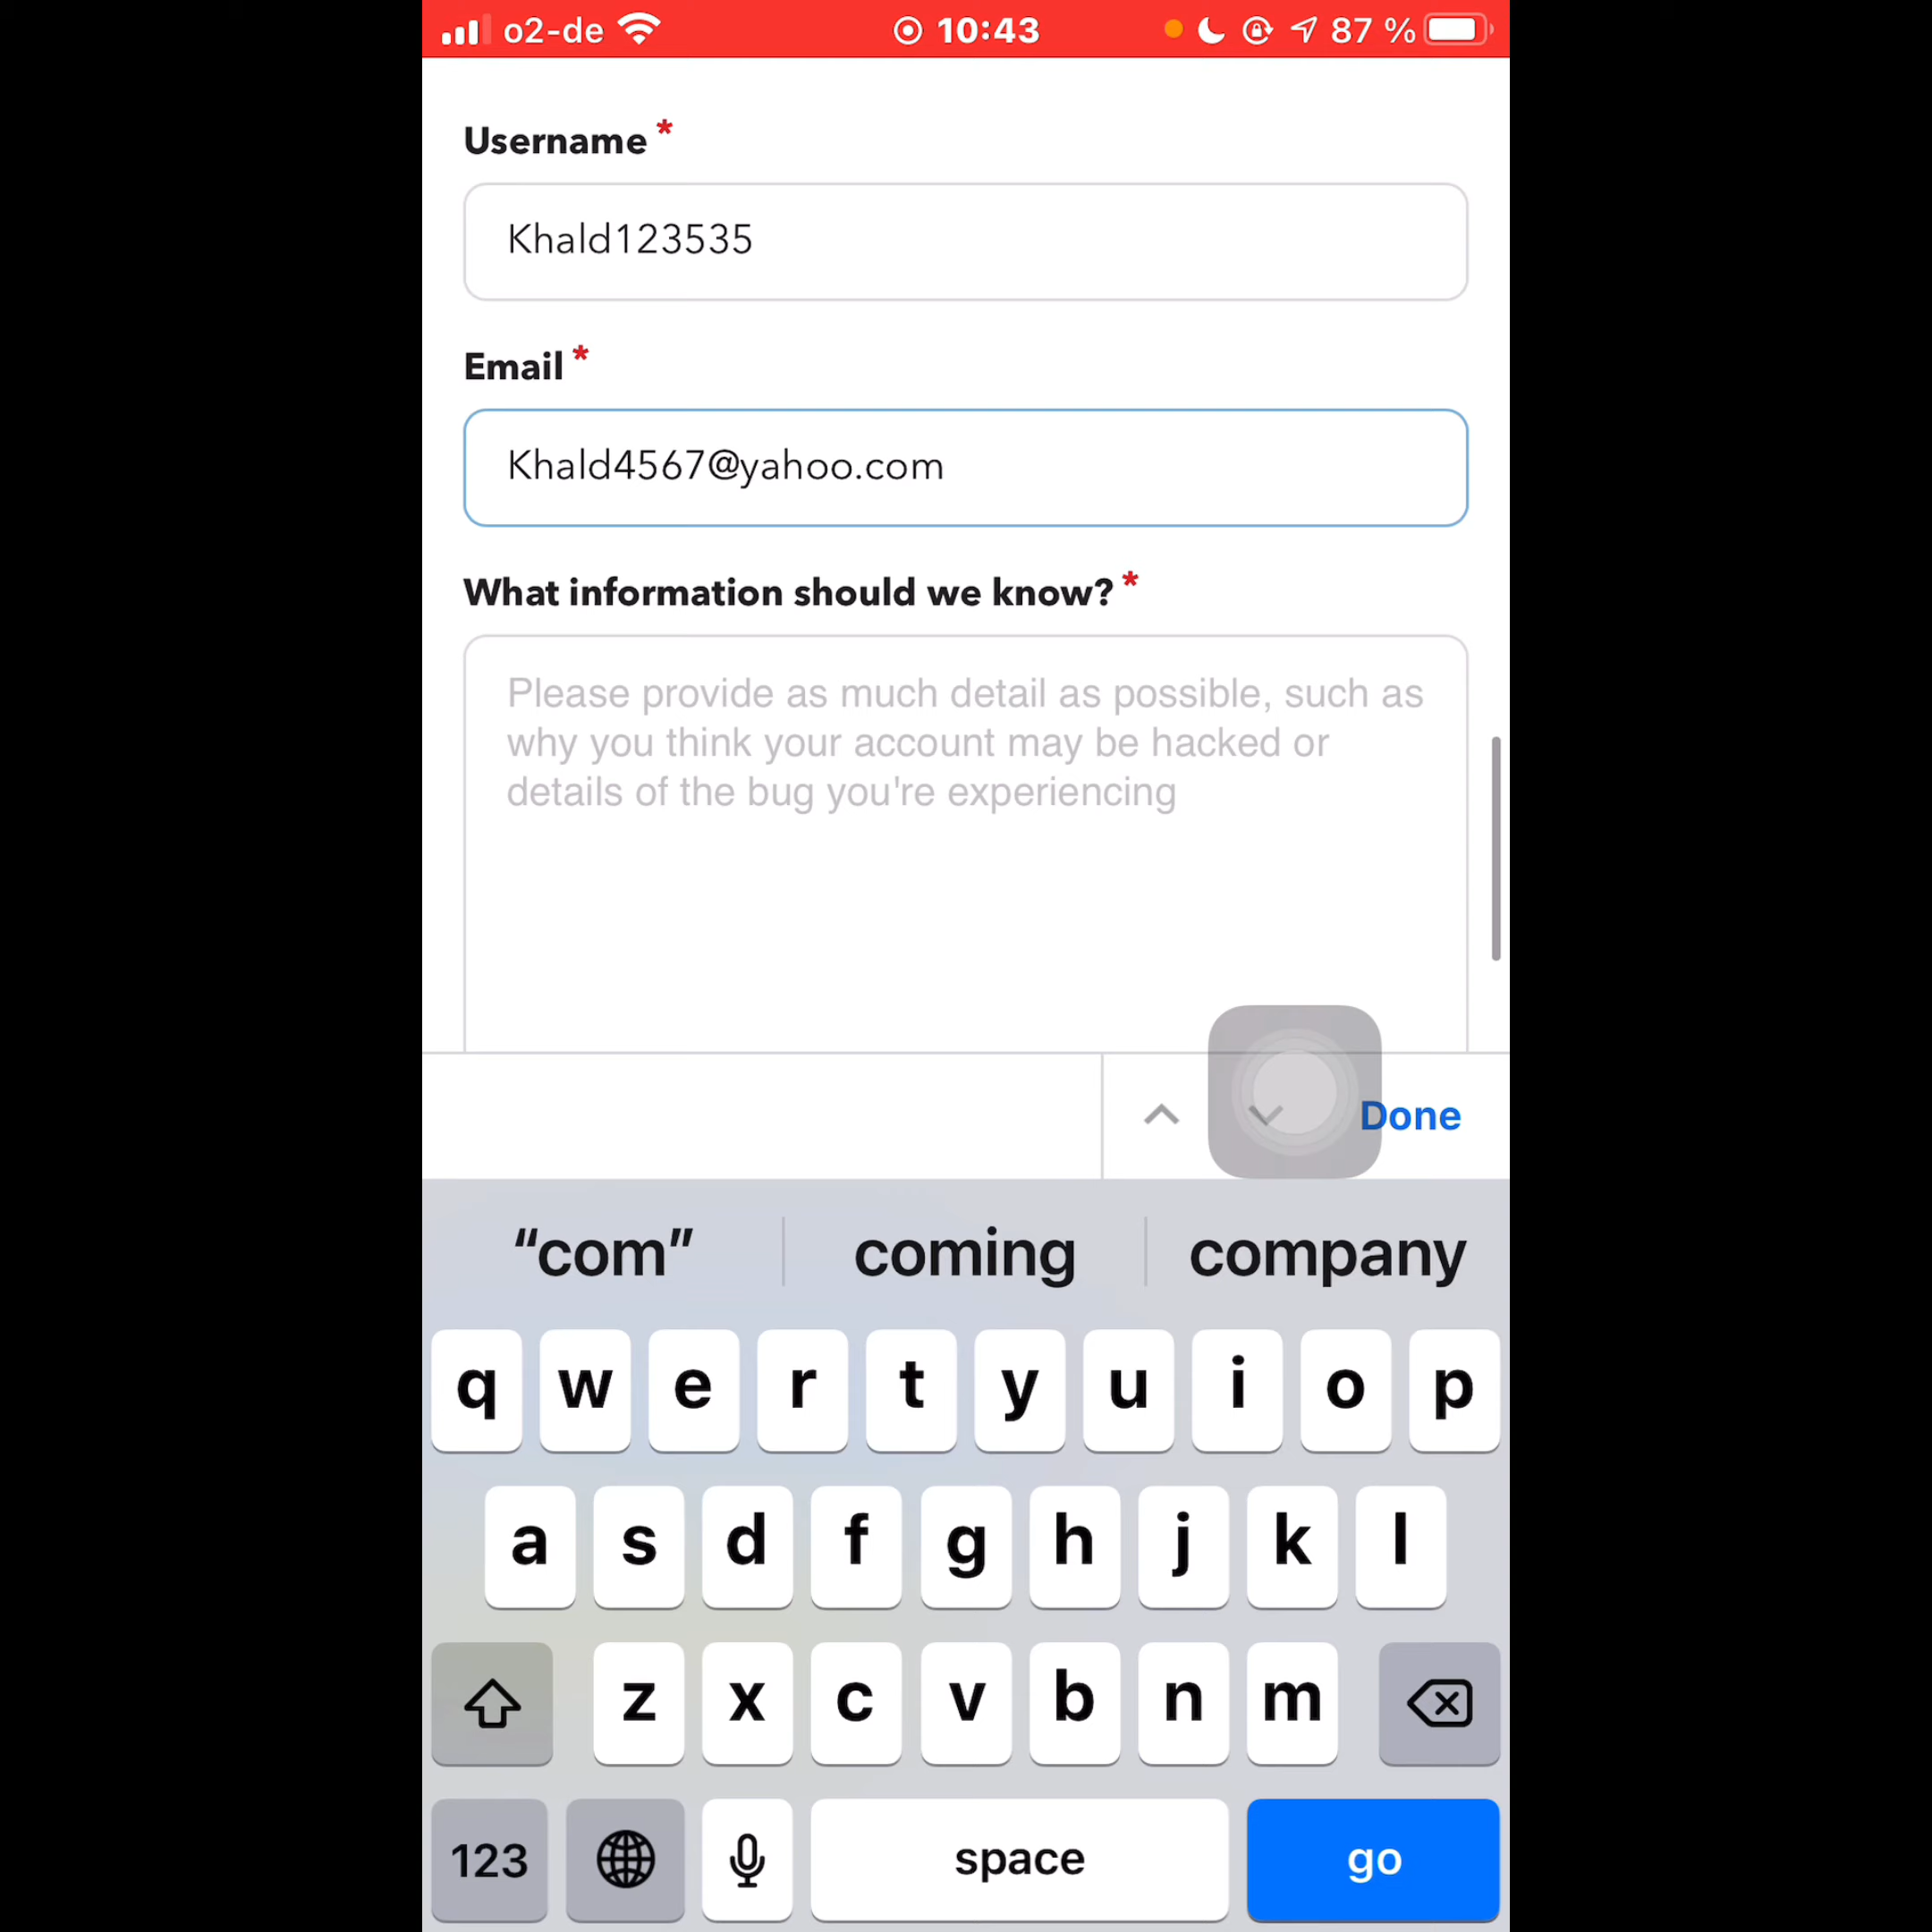 o2-de 10:43 87 %
Username *
Khald123535
Email *
Khald4567@yahoo.com
What information should we know? *
Please provide as much detail as possible, such as
why you think your account may be hacked or
details of the bug you're experiencing
Done
“com” coming company
q w e r t y u i o p
a s d f g h j k l
z x c v b n m
123 space go